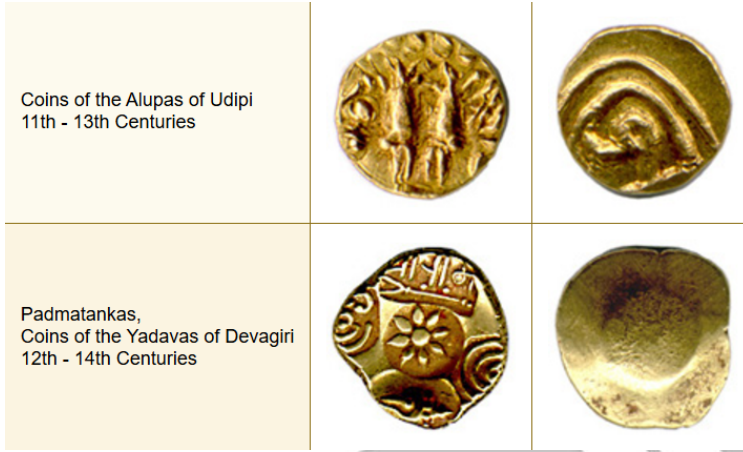 Coins of the Alupas of Udipi
11th - 13th Centuries
Padmatankas,
Coins of the Yadavas of Devagiri
12th - 14th Centuries